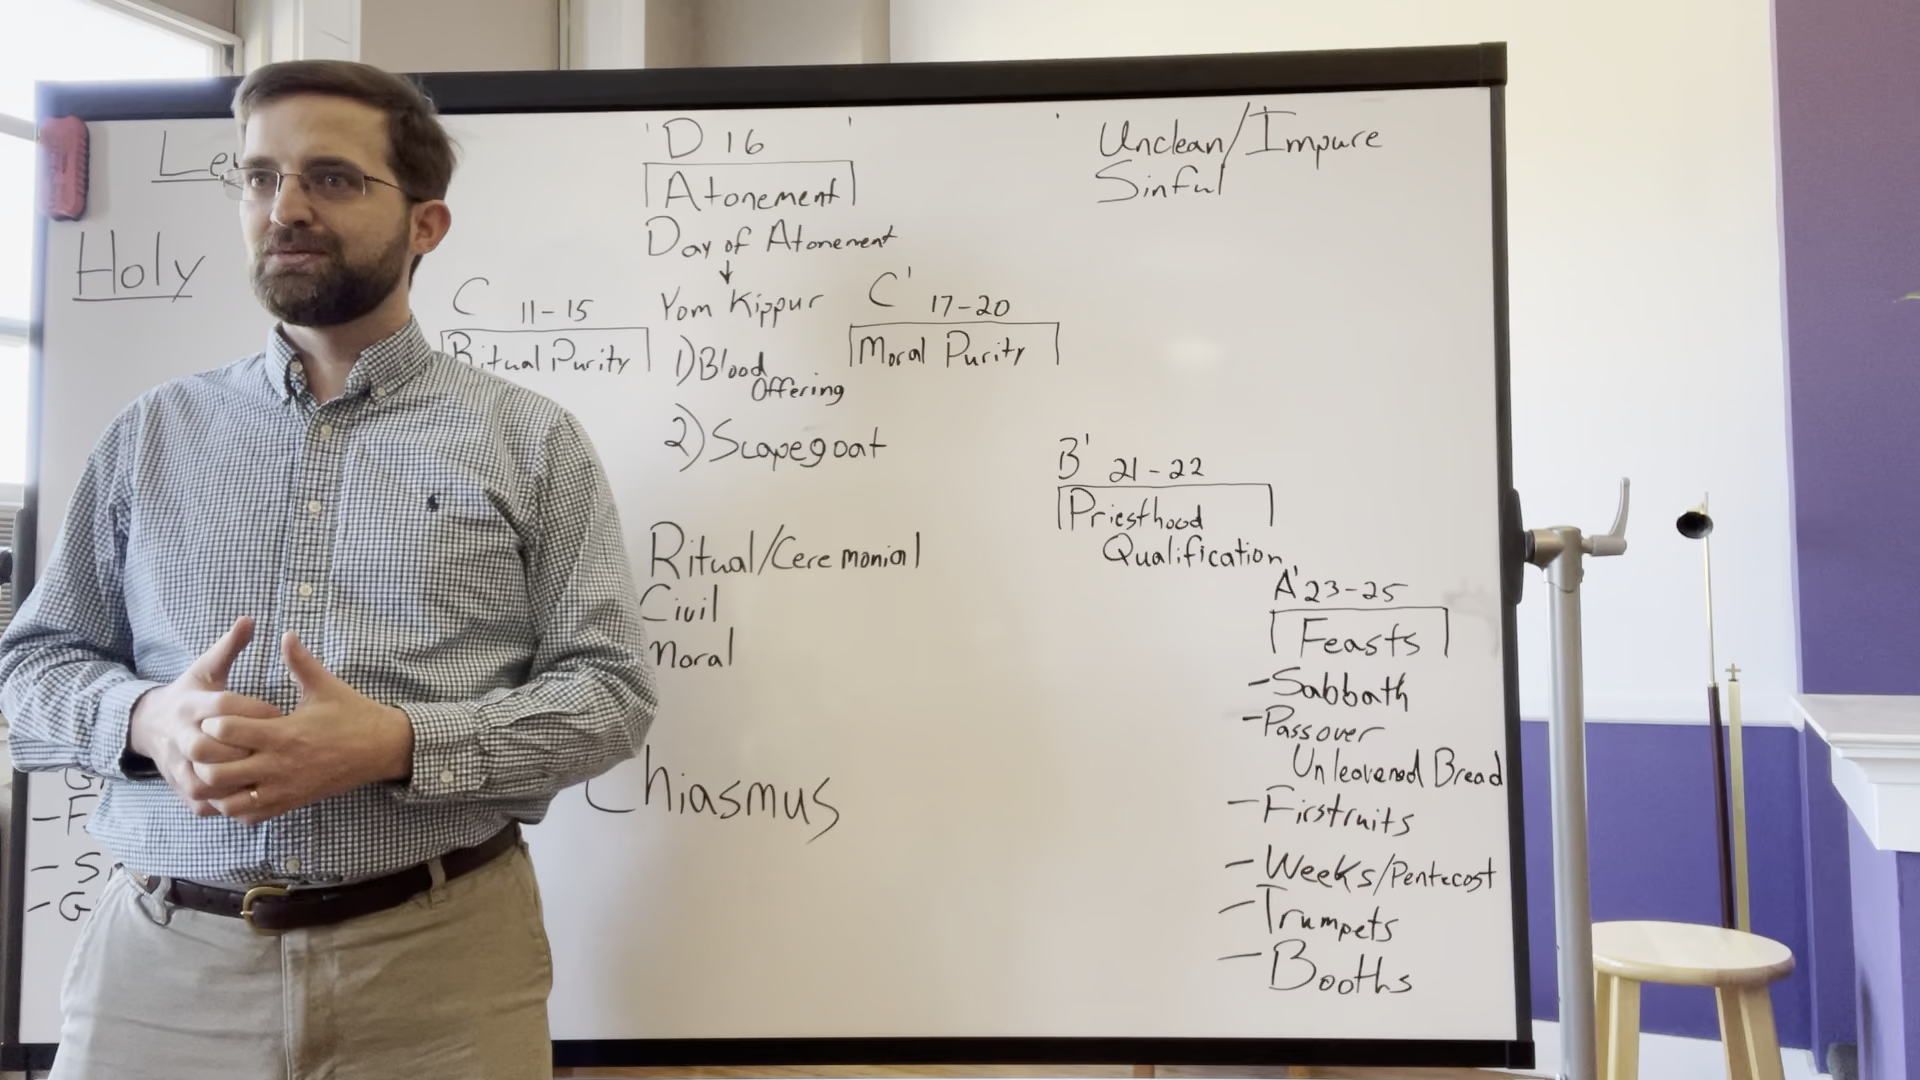 Holy
D 16
Atonement
Day of Atonement
Yom Kippur
1) Blood
Offering
2) Scapegoat
C 11-15
Ritual Purity
C' 17-20
Moral Purity
Unclean/Impure
Sinful
B' 21-22
Priesthood
Qualification
A' 23-25
Feasts
-Sabbath
-Passover
Unleavened Bread
-Firstruits
-Weeks/Pentecost
-Trumpets
-Booths
Ritual/Ceremonial
Civil
Moral
Chiasmus